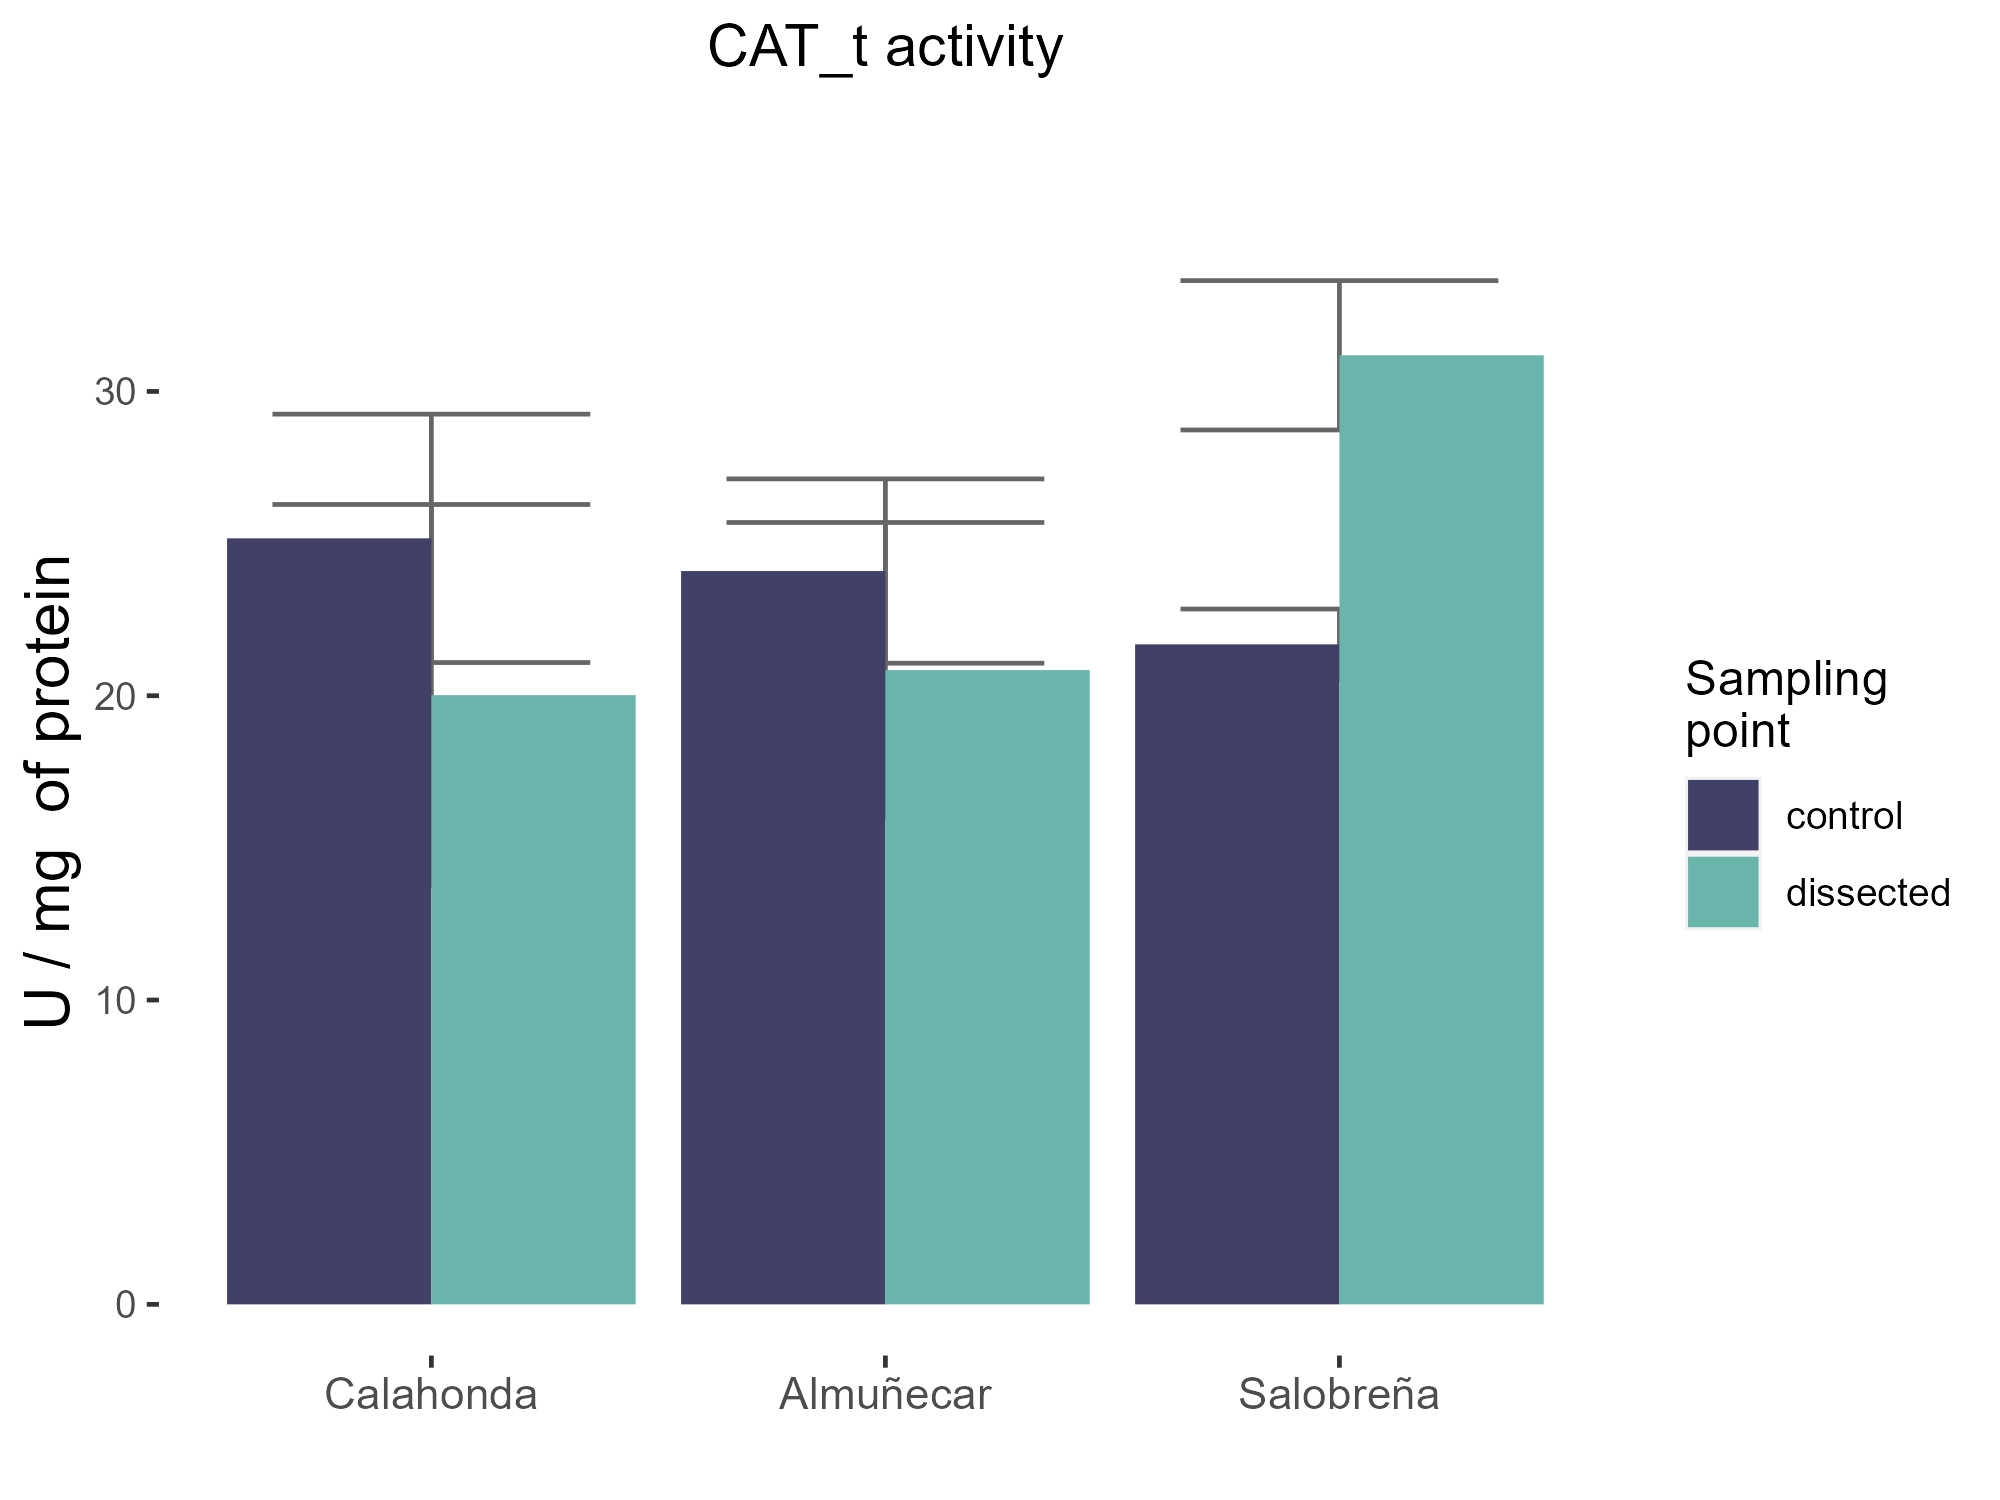 CAT_t activity
U / mg  of protein
30
20
10
0
Calahonda
Almuñecar
Salobreña
Sampling
point
control
dissected